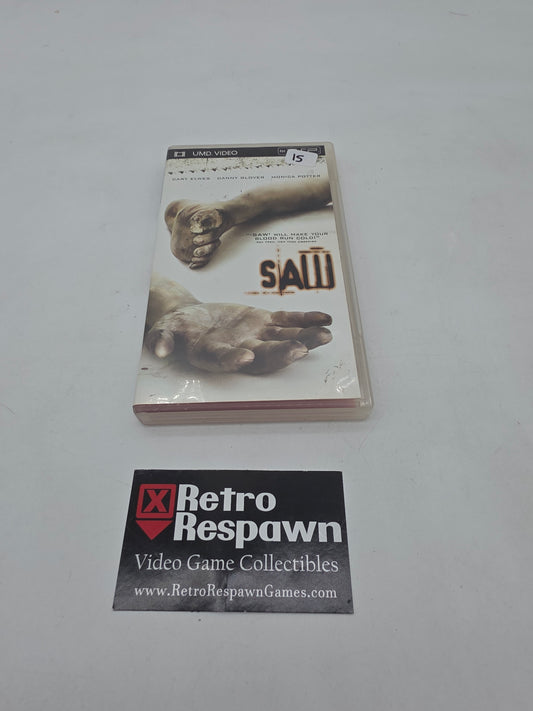 UMD VIDEO
15
CARY ELWES DANNY GLOVER MONICA POTTER
"'SAW' WILL MAKE YOUR
BLOOD RUN COLD!"
SAW
X Retro
Respawn
Video Game Collectibles
www.RetroRespawnGames.com